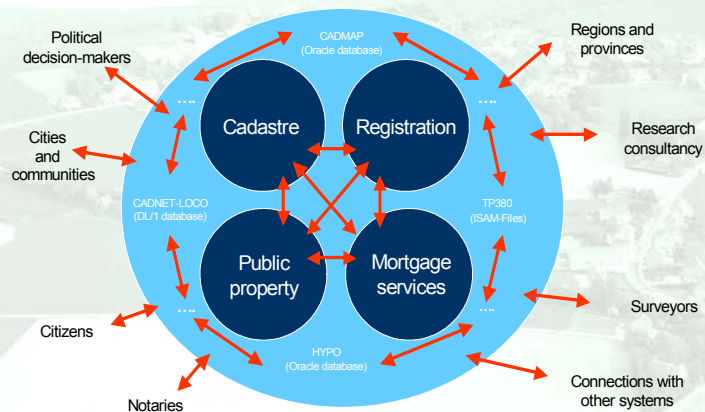 Political
decision-makers
CADMAP
(Oracle database)
Regions and
provinces
....
....
Cadastre
Registration
Cities
and
communities
Research
consultancy
CADNET-LOCO
(DL/1 database)
TP380
(ISAM-Files)
Public
property
Mortgage
services
....
....
Surveyors
Citizens
HYPO
(Oracle database)
Notaries
Connections with
other systems